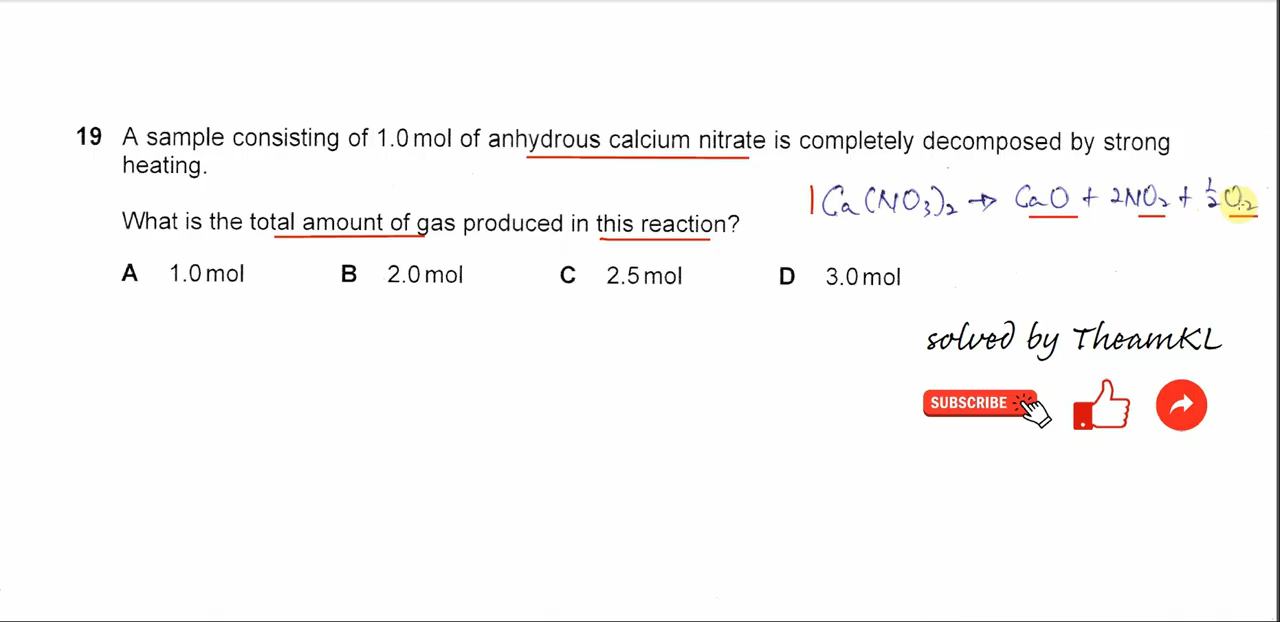 19 A sample consisting of 1.0 mol of anhydrous calcium nitrate is completely decomposed by strong
heating.
1 Ca(NO₃)₂ → CaO + 2NO₂ + ½O₂
What is the total amount of gas produced in this reaction?
A 1.0 mol B 2.0 mol C 2.5 mol D 3.0 mol
solved by TheamKL
SUBSCRIBE